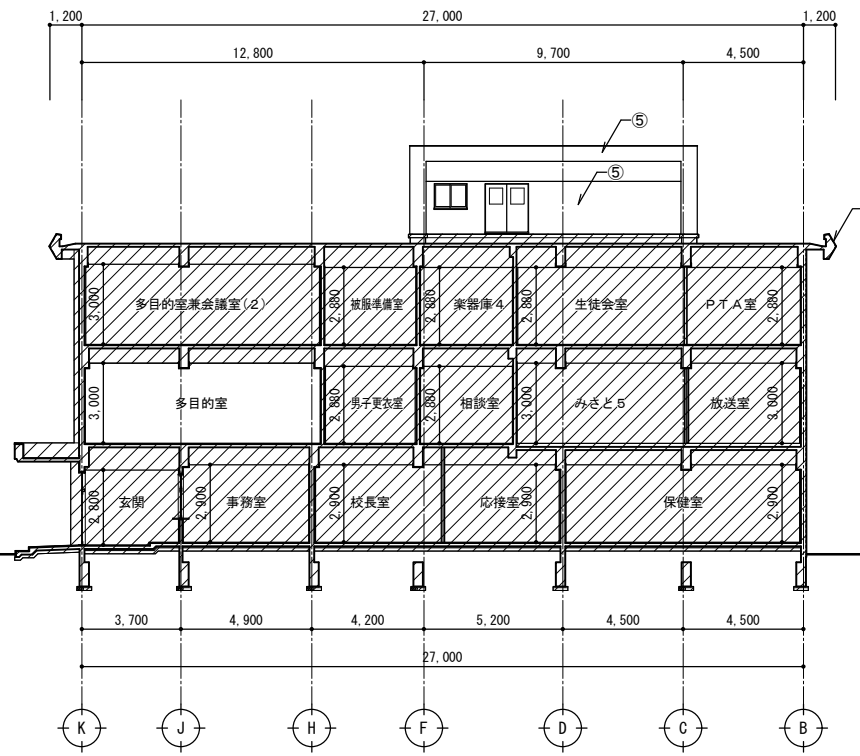 1,200 27,000 1,200
12,800 9,700 4,500
⑤
⑤
3,000 多目的室兼会議室(2) 2,880 被服準備室 2,880 楽器庫4 2,880 生徒会室 PTA室 2,880
3,000 多目的室 2,880 男子更衣室 2,880 相談室 3,000 みさと5 放送室 3,000
2,800 玄関 2,900 事務室 2,900 校長室 応接室 2,900 保健室 2,900
3,700 4,900 4,200 5,200 4,500 4,500
27,000
K J H F D C B